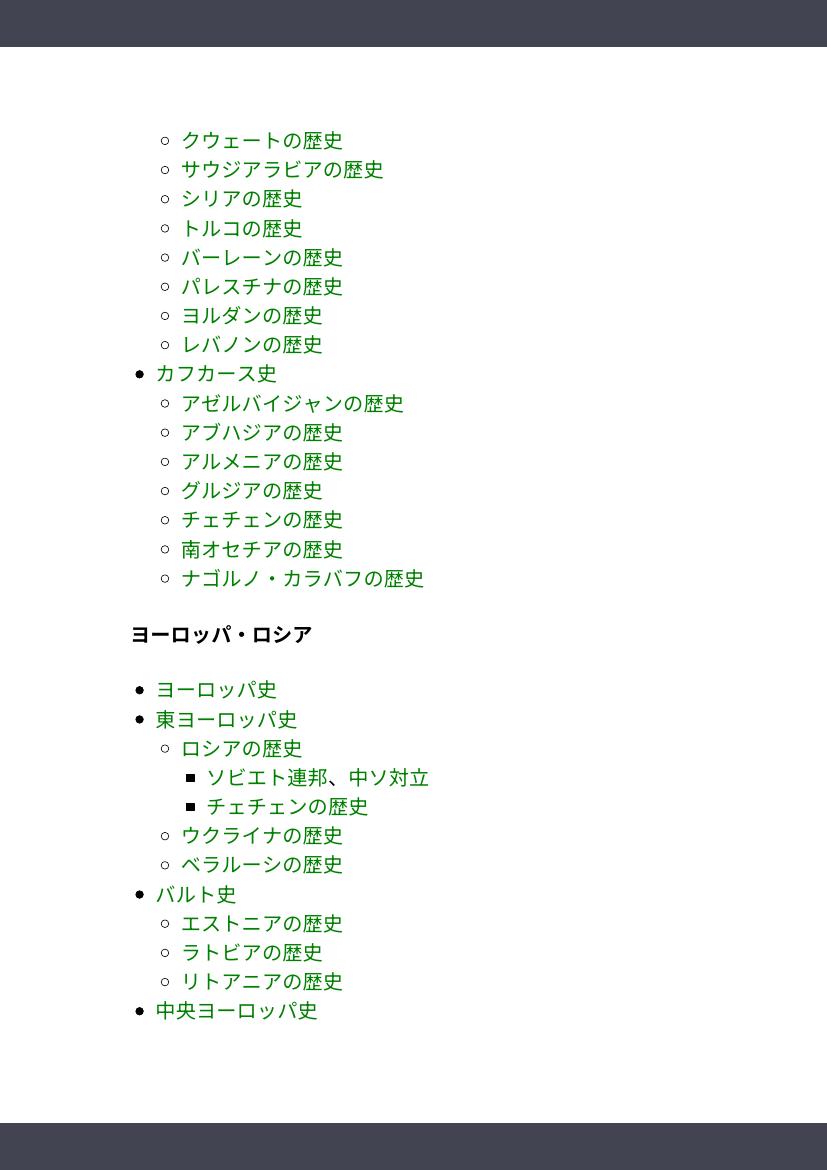 クウェートの歴史
サウジアラビアの歴史
シリアの歴史
トルコの歴史
バーレーンの歴史
パレスチナの歴史
ヨルダンの歴史
レバノンの歴史
カフカース史
アゼルバイジャンの歴史
アブハジアの歴史
アルメニアの歴史
グルジアの歴史
チェチェンの歴史
南オセチアの歴史
ナゴルノ・カラバフの歴史
ヨーロッパ・ロシア
ヨーロッパ史
東ヨーロッパ史
ロシアの歴史
ソビエト連邦、中ソ対立
チェチェンの歴史
ウクライナの歴史
ベラルーシの歴史
バルト史
エストニアの歴史
ラトビアの歴史
リトアニアの歴史
中央ヨーロッパ史